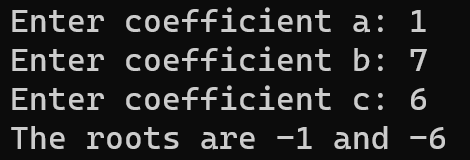 Enter coefficient a: 1
Enter coefficient b: 7
Enter coefficient c: 6
The roots are -1 and -6